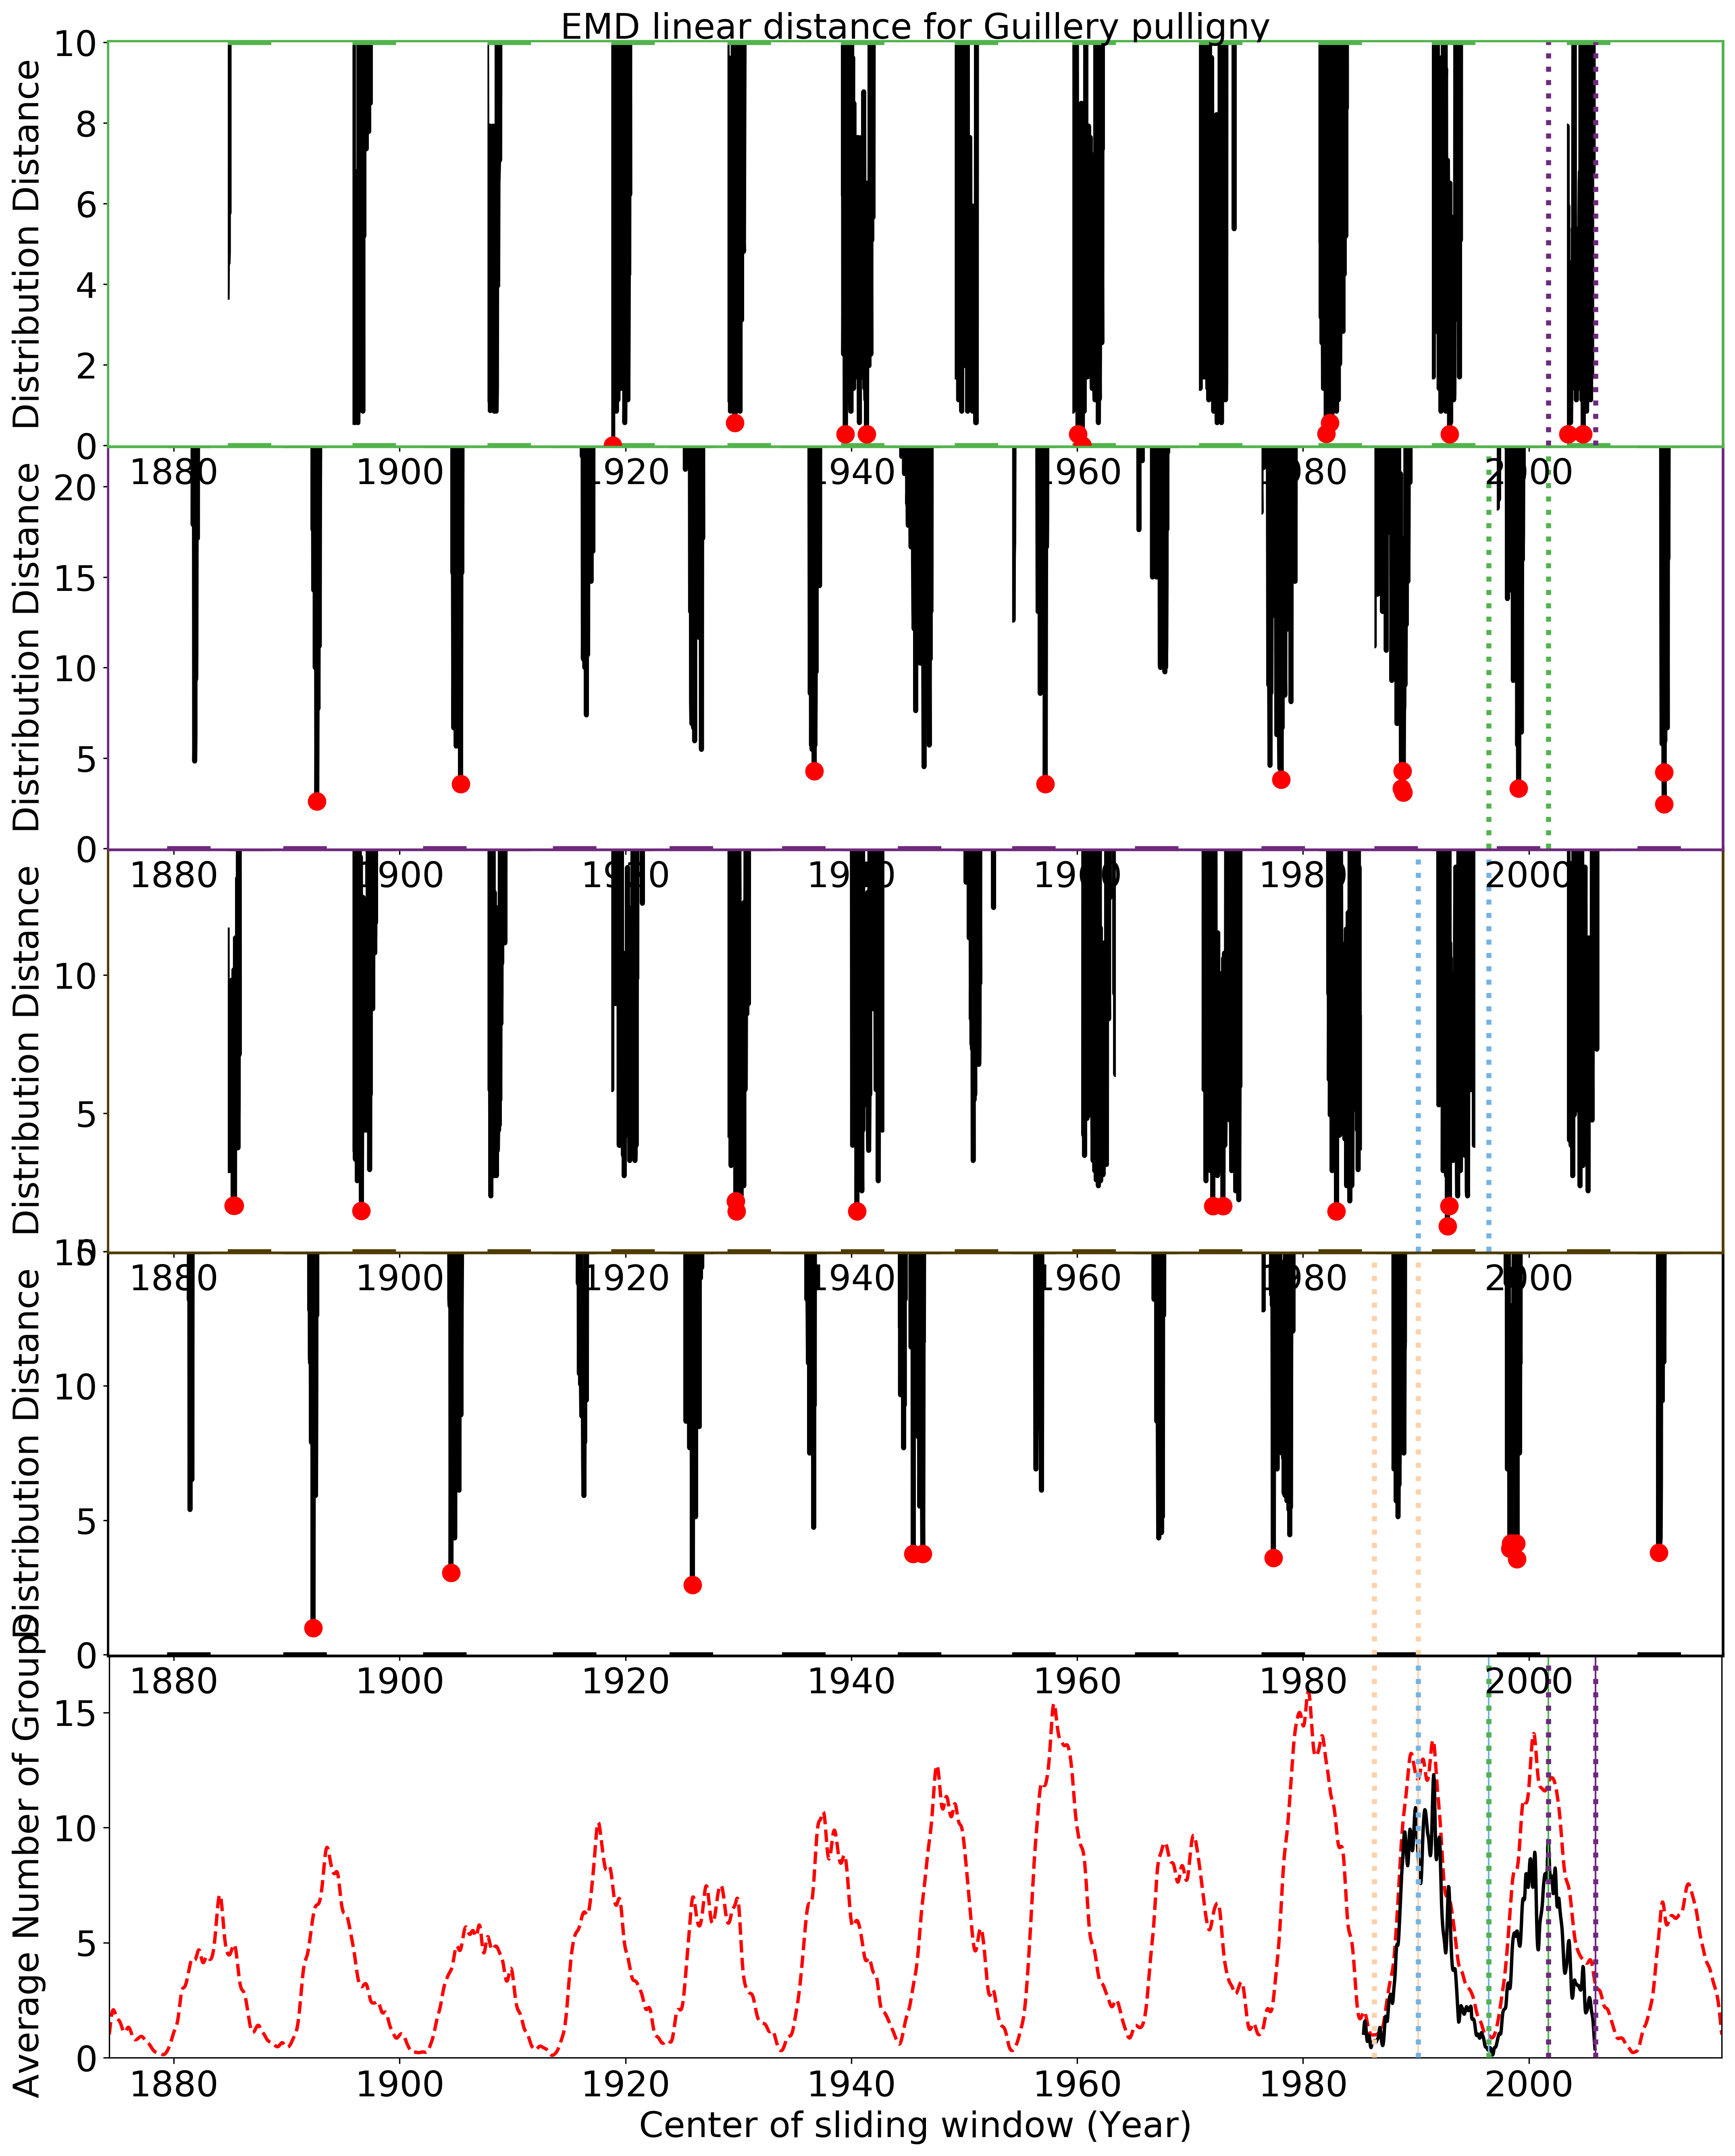 EMD linear distance for Guillery pulligny
Distribution Distance
10
8
6
4
2
0
1880 1900 1920 1940 1960 1980 2000
Distribution Distance
20
15
10
5
0
1880 1900 1920 1940 1960 1980 2000
Distribution Distance
10
5
0
1880 1900 1920 1940 1960 1980 2000
Distribution Distance
15
10
5
0
1880 1900 1920 1940 1960 1980 2000
Average Number of Groups
15
10
5
0
1880 1900 1920 1940 1960 1980 2000
Center of sliding window (Year)